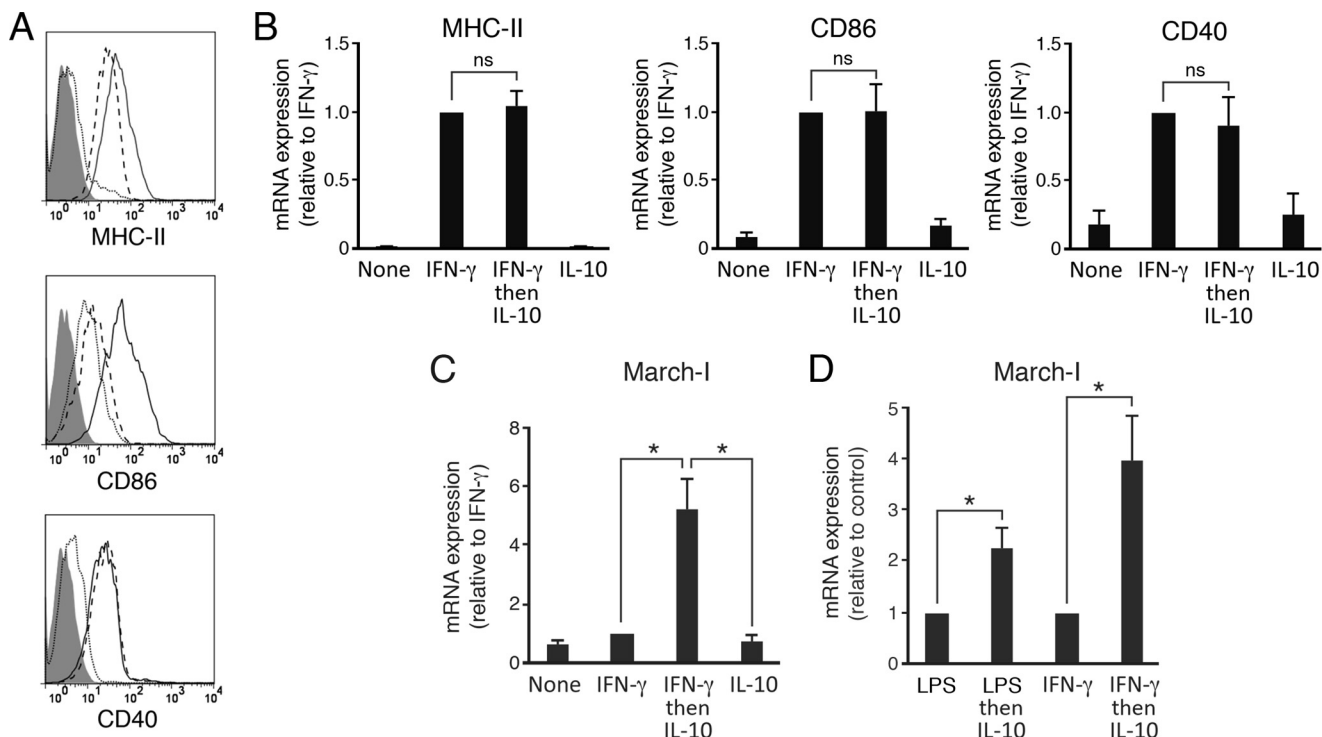 A
10⁰ 10¹ 10² 10³ 10⁴
MHC-II
10⁰ 10¹ 10² 10³ 10⁴
CD86
10⁰ 10¹ 10² 10³ 10⁴
CD40
B
MHC-II
mRNA expression
(relative to IFN-γ)
1.5
1.0
0.5
0
ns
None IFN-γ IFN-γ IL-10
then
IL-10
CD86
mRNA expression
(relative to IFN-γ)
1.5
1.0
0.5
0
ns
None IFN-γ IFN-γ IL-10
then
IL-10
CD40
mRNA expression
(relative to IFN-γ)
1.5
1.0
0.5
0
ns
None IFN-γ IFN-γ IL-10
then
IL-10
C
March-I
mRNA expression
(relative to IFN-γ)
8
6
4
2
0
* *
None IFN-γ IFN-γ IL-10
then
IL-10
D
March-I
mRNA expression
(relative to control)
5
4
3
2
1
0
*
*
LPS LPS IFN-γ IFN-γ
then then
IL-10 IL-10